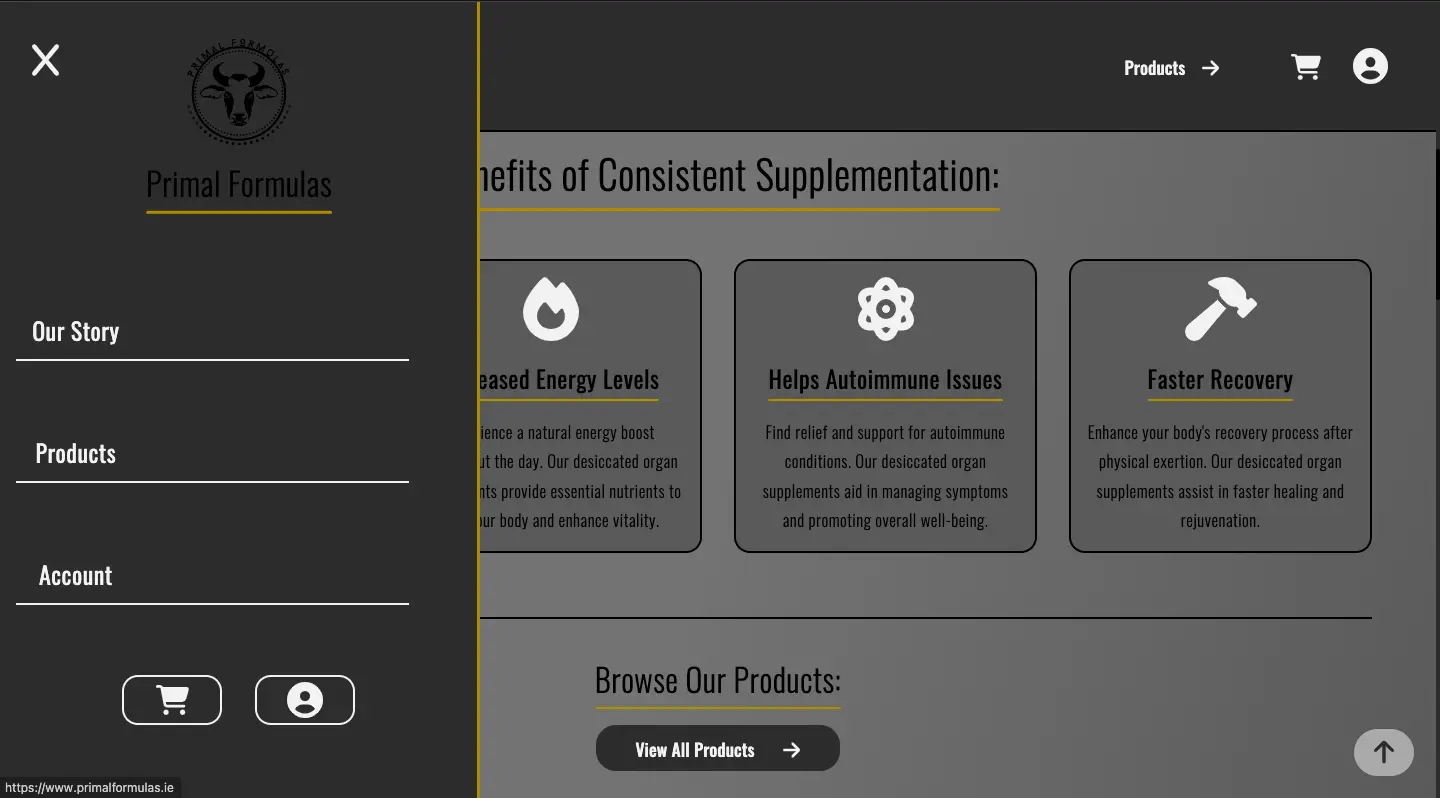 PRIMAL FORMULAS
Primal Formulas
Our Story
Products
Account
Products
nefits of Consistent Supplementation:
eased Energy Levels
ience a natural energy boost
ut the day. Our desiccated organ
nts provide essential nutrients to
our body and enhance vitality.
Helps Autoimmune Issues
Find relief and support for autoimmune
conditions. Our desiccated organ
supplements aid in managing symptoms
and promoting overall well-being.
Faster Recovery
Enhance your body's recovery process after
physical exertion. Our desiccated organ
supplements assist in faster healing and
rejuvenation.
Browse Our Products:
View All Products
https://www.primalformulas.ie